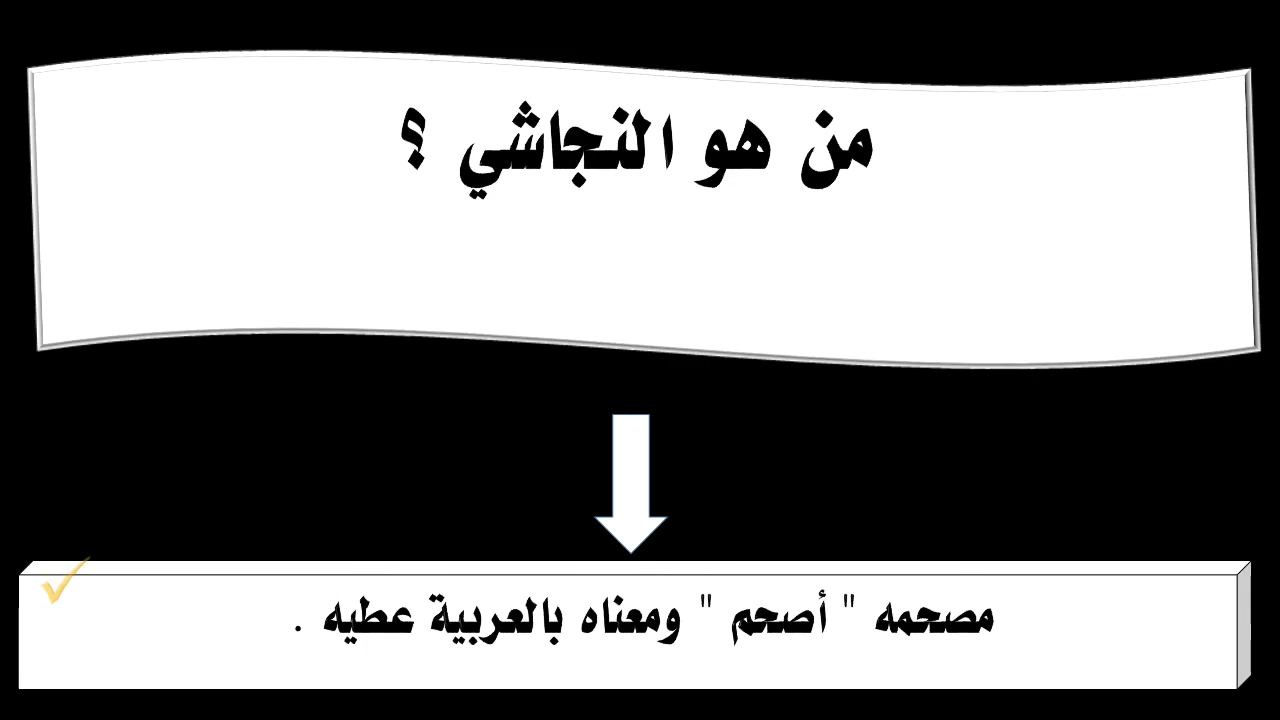 من هو النجاشي ؟
مصحمه " أصحم " ومعناه بالعربية عطيه .